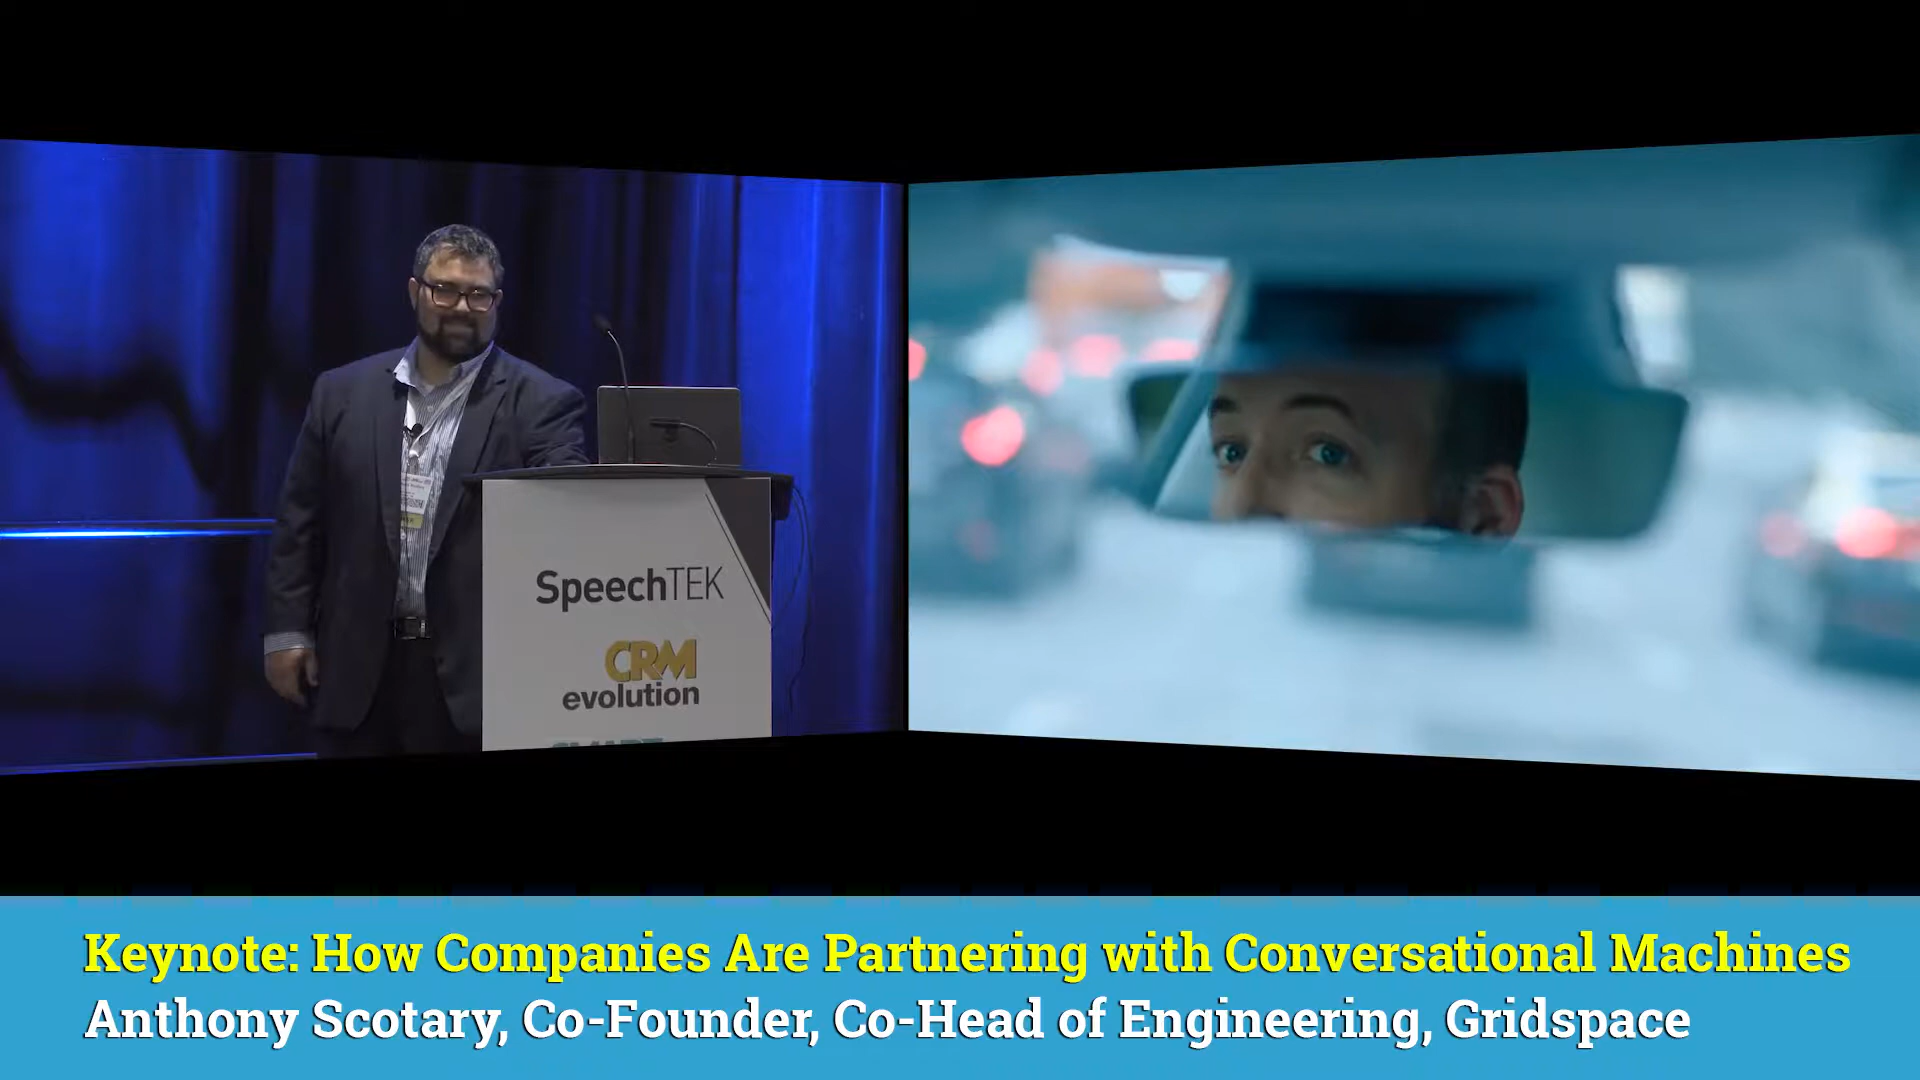 SpeechTEK
CRM
evolution
Keynote: How Companies Are Partnering with Conversational Machines
Anthony Scotary, Co-Founder, Co-Head of Engineering, Gridspace